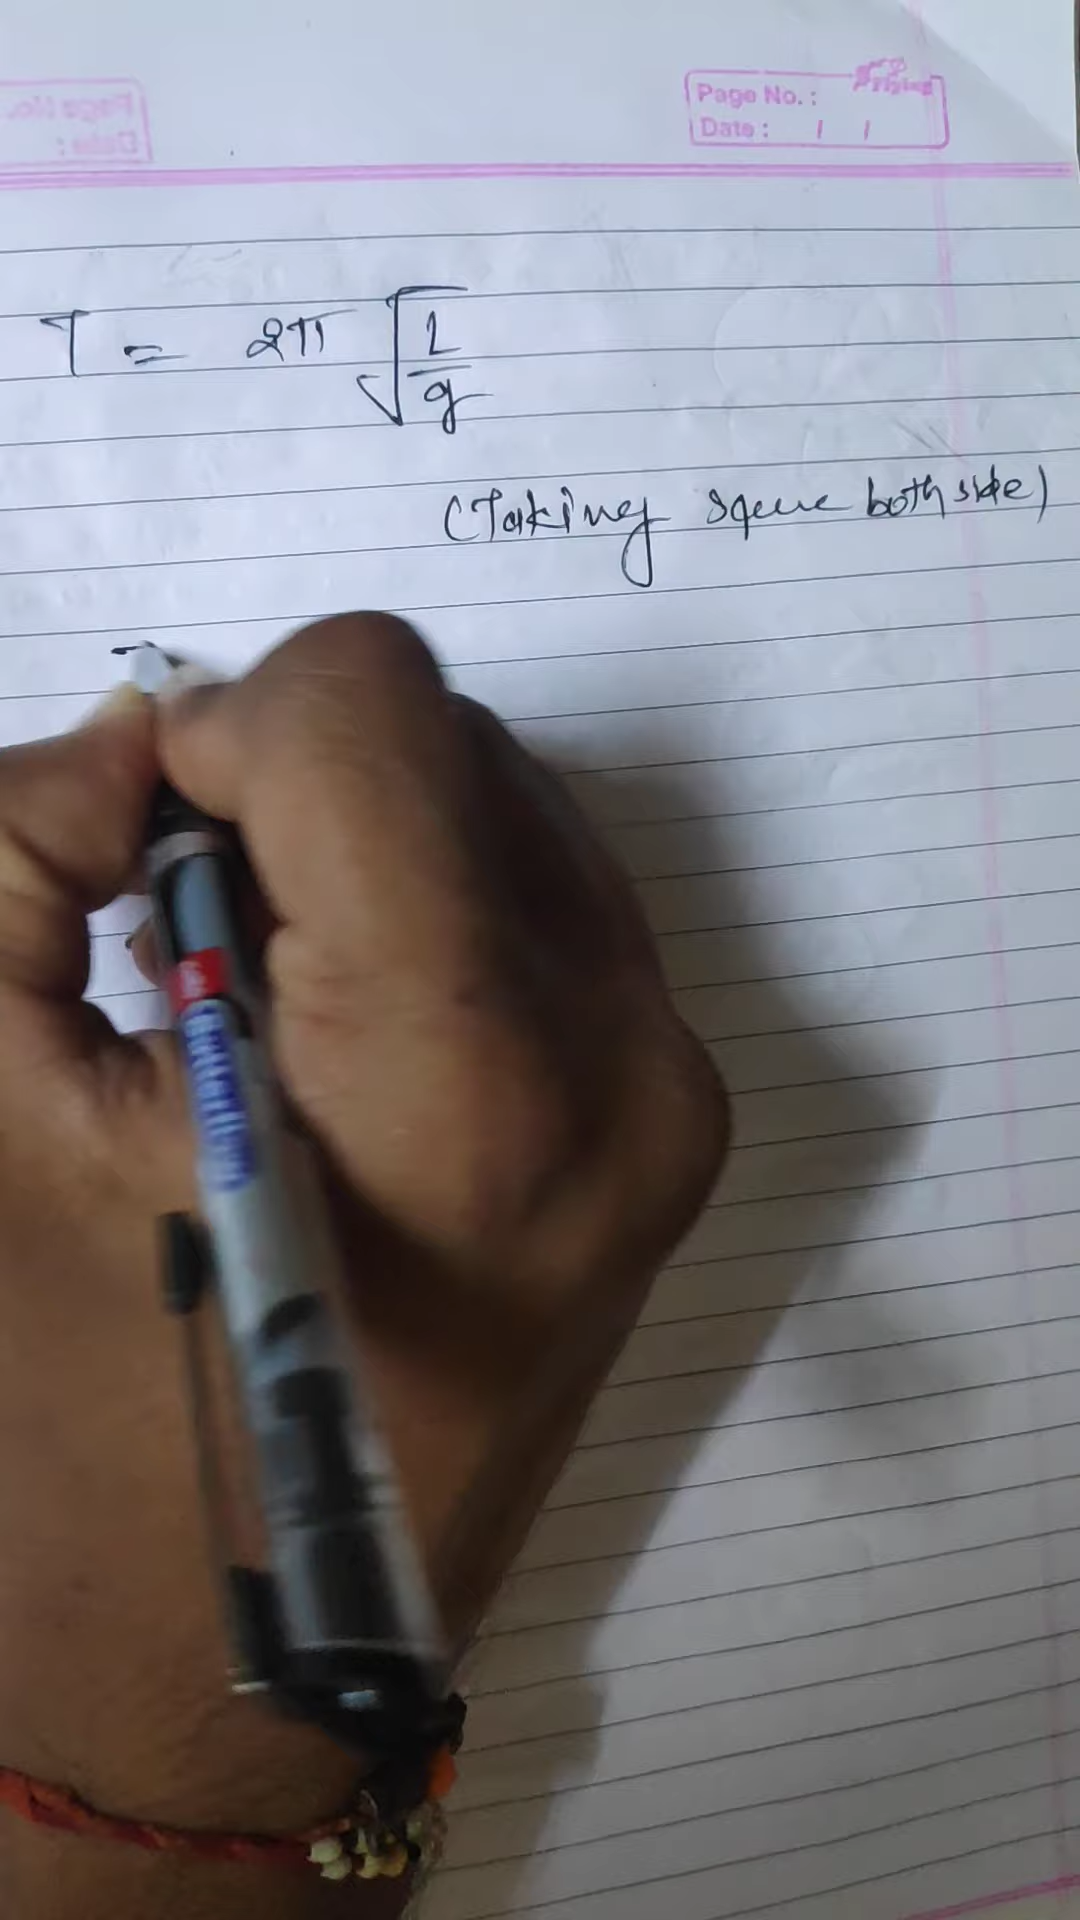 Page No.:
Date: / /
T = 2π √(L/g)
(Taking squre both side)